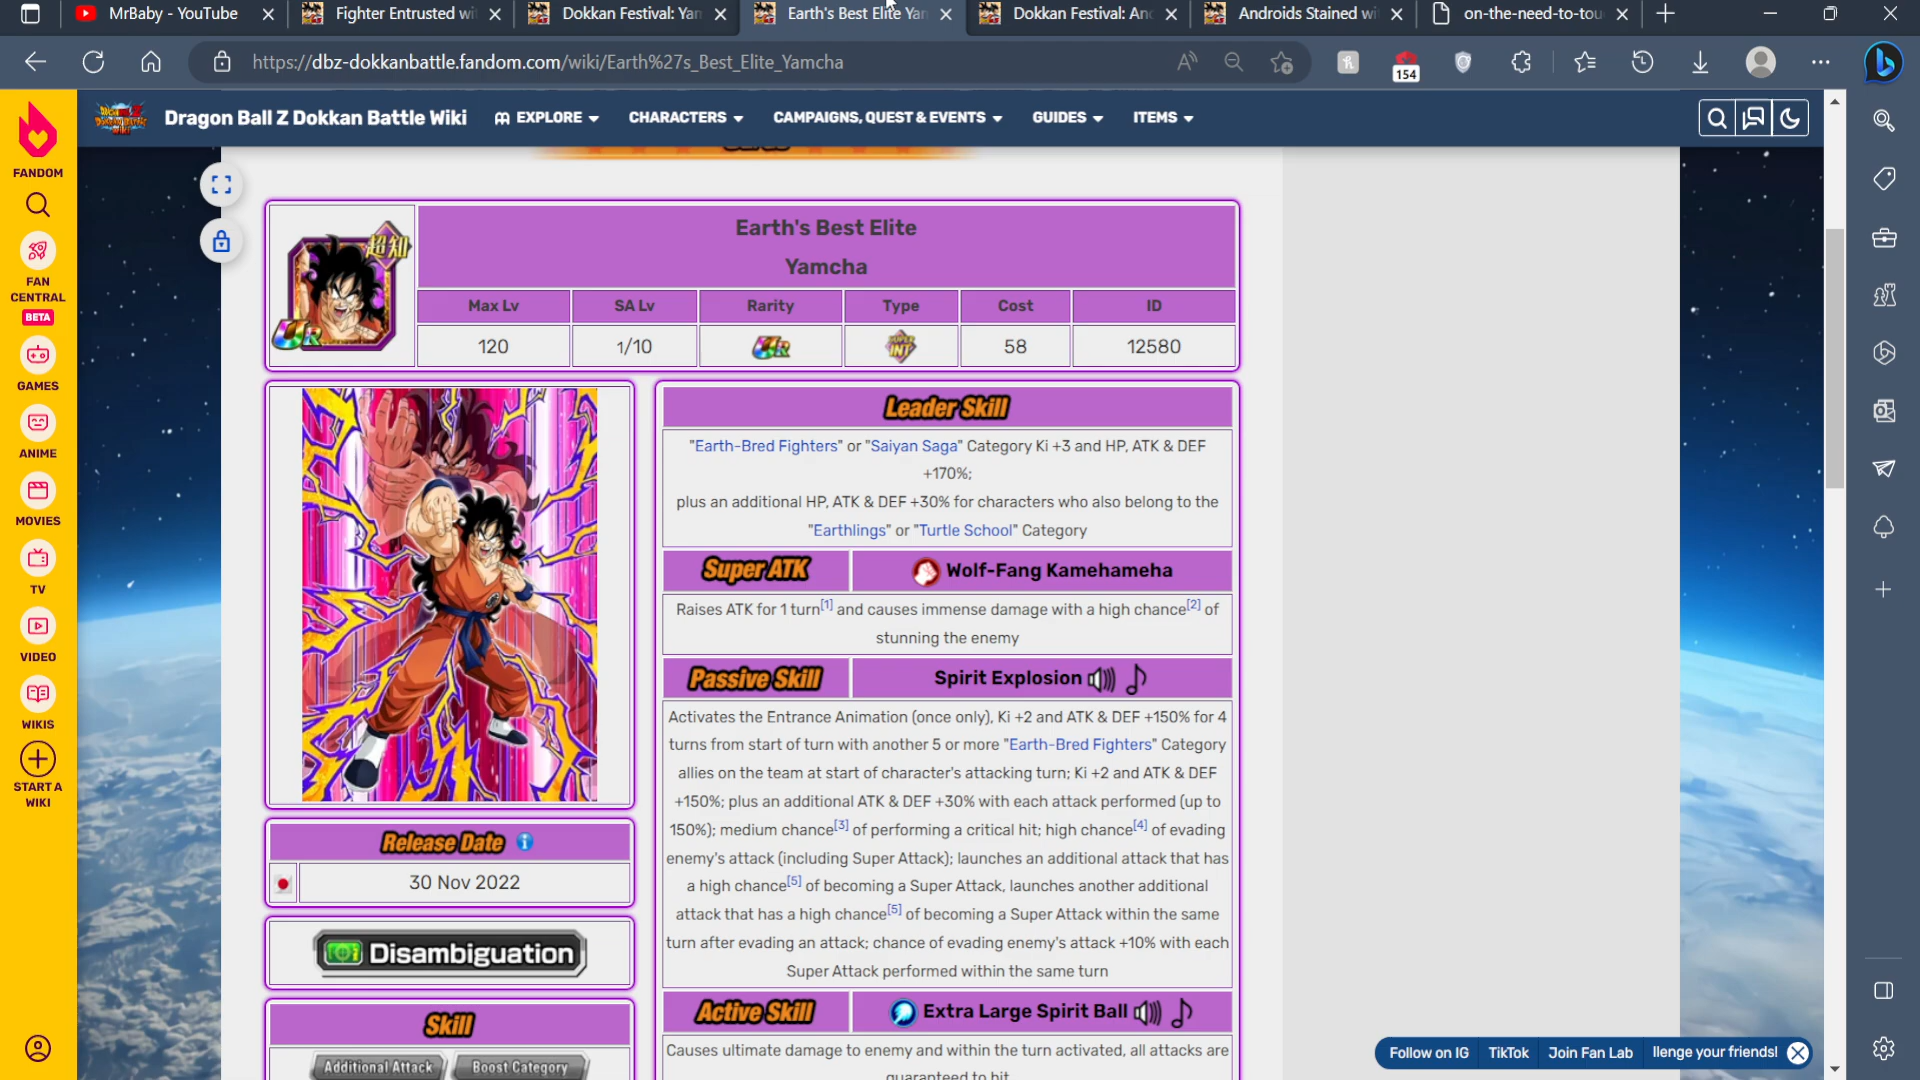 MrBaby - YouTube
Fighter Entrusted wi
Dokkan Festival: Yan
Earth's Best Elite Yan
Dokkan Festival: And
Androids Stained wi
on-the-need-to-tou
https://dbz-dokkanbattle.fandom.com/wiki/Earth%27s_Best_Elite_Yamcha
154
FANDOM
FAN CENTRAL
BETA
GAMES
ANIME
MOVIES
TV
VIDEO
WIKIS
START A WIKI
Dragon Ball Z Dokkan Battle Wiki
EXPLORE
CHARACTERS
CAMPAIGNS, QUEST & EVENTS
GUIDES
ITEMS
超知
UR
Earth's Best Elite
Yamcha
Max Lv
SA Lv
Rarity
Type
Cost
ID
120
1/10
UR
SUPER INT
58
12580
Release Date
30 Nov 2022
Disambiguation
Skill
Additional Attack
Boost Category
Leader Skill
"Earth-Bred Fighters" or "Saiyan Saga" Category Ki +3 and HP, ATK & DEF
+170%;
plus an additional HP, ATK & DEF +30% for characters who also belong to the
"Earthlings" or "Turtle School" Category
Super ATK
Wolf-Fang Kamehameha
Raises ATK for 1 turn[1] and causes immense damage with a high chance[2] of
stunning the enemy
Passive Skill
Spirit Explosion
Activates the Entrance Animation (once only), Ki +2 and ATK & DEF +150% for 4
turns from start of turn with another 5 or more "Earth-Bred Fighters" Category
allies on the team at start of character's attacking turn; Ki +2 and ATK & DEF
+150%; plus an additional ATK & DEF +30% with each attack performed (up to
150%); medium chance[3] of performing a critical hit; high chance[4] of evading
enemy's attack (including Super Attack); launches an additional attack that has
a high chance[5] of becoming a Super Attack, launches another additional
attack that has a high chance[5] of becoming a Super Attack within the same
turn after evading an attack; chance of evading enemy's attack +10% with each
Super Attack performed within the same turn
Active Skill
Extra Large Spirit Ball
Causes ultimate damage to enemy and within the turn activated, all attacks are
guaranteed to hit
Follow on IG
TikTok
Join Fan Lab
llenge your friends!